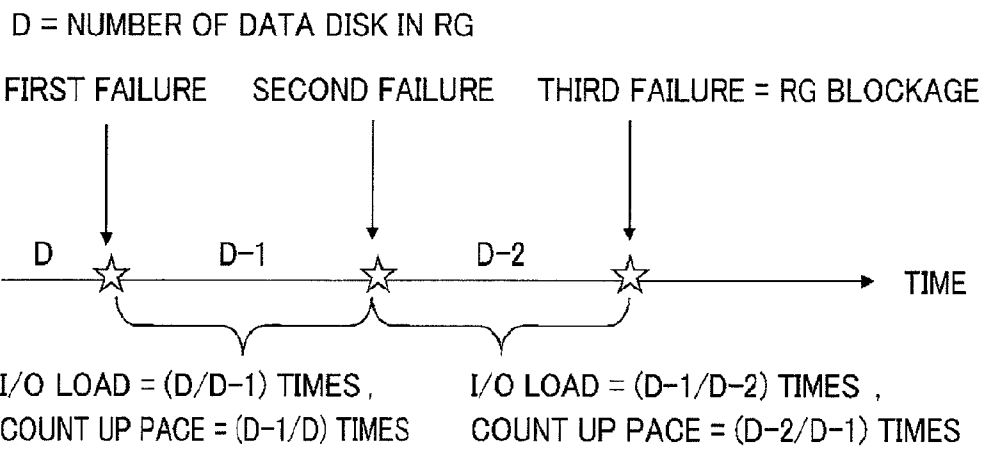 D = NUMBER OF DATA DISK IN RG
FIRST FAILURE SECOND FAILURE THIRD FAILURE = RG BLOCKAGE
D D-1 D-2
TIME
I/O LOAD = (D/D-1) TIMES , I/O LOAD = (D-1/D-2) TIMES ,
COUNT UP PACE = (D-1/D) TIMES COUNT UP PACE = (D-2/D-1) TIMES